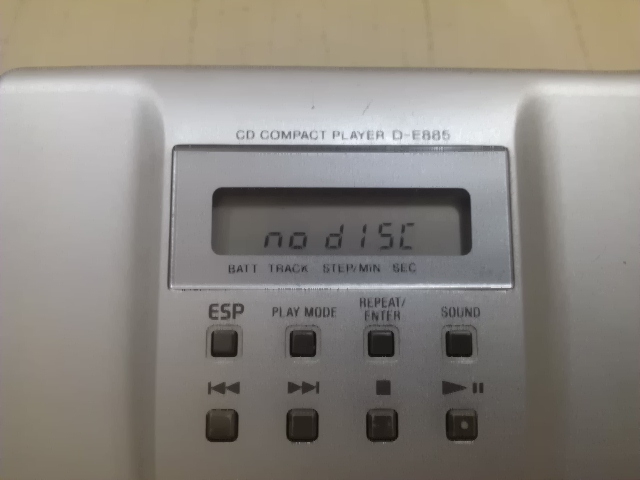 CD COMPACT PLAYER D-E885
no dISC
BATT TRACK STEP/MIN SEC
ESP PLAY MODE REPEAT/ENTER SOUND